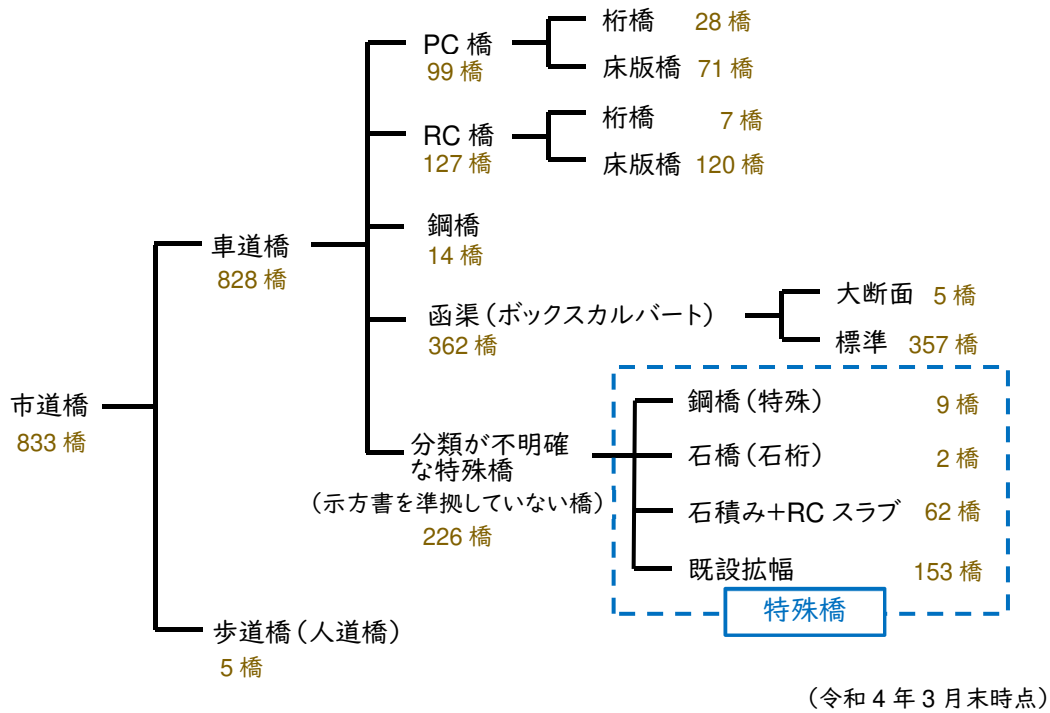 市道橋
833 橋
車道橋
828 橋
PC 橋
99 橋
桁橋 28 橋
床版橋 71 橋
RC 橋
127 橋
桁橋 7 橋
床版橋 120 橋
鋼橋
14 橋
函渠（ボックスカルバート）
362 橋
大断面 5 橋
標準 357 橋
分類が不明確
な特殊橋
（示方書を準拠していない橋）
226 橋
鋼橋（特殊） 9 橋
石橋（石桁） 2 橋
石積み＋RC スラブ 62 橋
既設拡幅 153 橋
特殊橋
歩道橋（人道橋）
5 橋
（令和 4 年 3 月末時点）